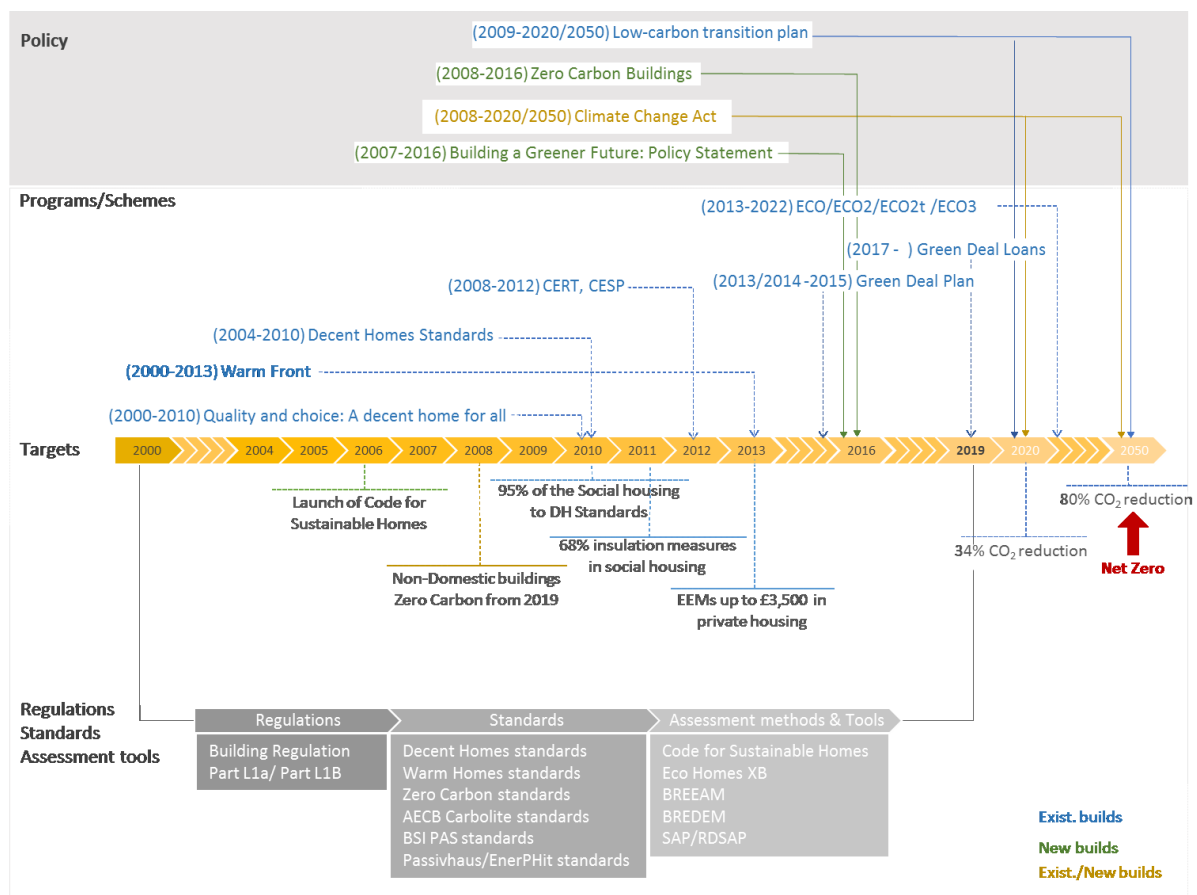 Policy
(2009-2020/2050) Low-carbon transition plan
(2008-2016) Zero Carbon Buildings
(2008-2020/2050) Climate Change Act
(2007-2016) Building a Greener Future: Policy Statement
Programs/Schemes
(2013-2022) ECO/ECO2/ECO2t /ECO3
(2017 - ) Green Deal Loans
(2013/2014 -2015) Green Deal Plan
(2008-2012) CERT, CESP
(2004-2010) Decent Homes Standards
(2000-2013) Warm Front
(2000-2010) Quality and choice: A decent home for all
Targets
2000 2004 2005 2006 2007 2008 2009 2010 2011 2012 2013 2016 2019 2020 2050
Launch of Code for
Sustainable Homes
95% of the Social housing
to DH Standards
80% CO2 reduction
68% insulation measures
in social housing
34% CO2 reduction
Net Zero
Non-Domestic buildings
Zero Carbon from 2019
EEMs up to £3,500 in
private housing
Regulations
Standards
Assessment tools
Regulations
Building Regulation
Part L1a/ Part L1B
Standards
Decent Homes standards
Warm Homes standards
Zero Carbon standards
AECB Carbolite standards
BSI PAS standards
Passivhaus/EnerPHit standards
Assessment methods & Tools
Code for Sustainable Homes
Eco Homes XB
BREEAM
BREDEM
SAP/RDSAP
Exist. builds
New builds
Exist./New builds